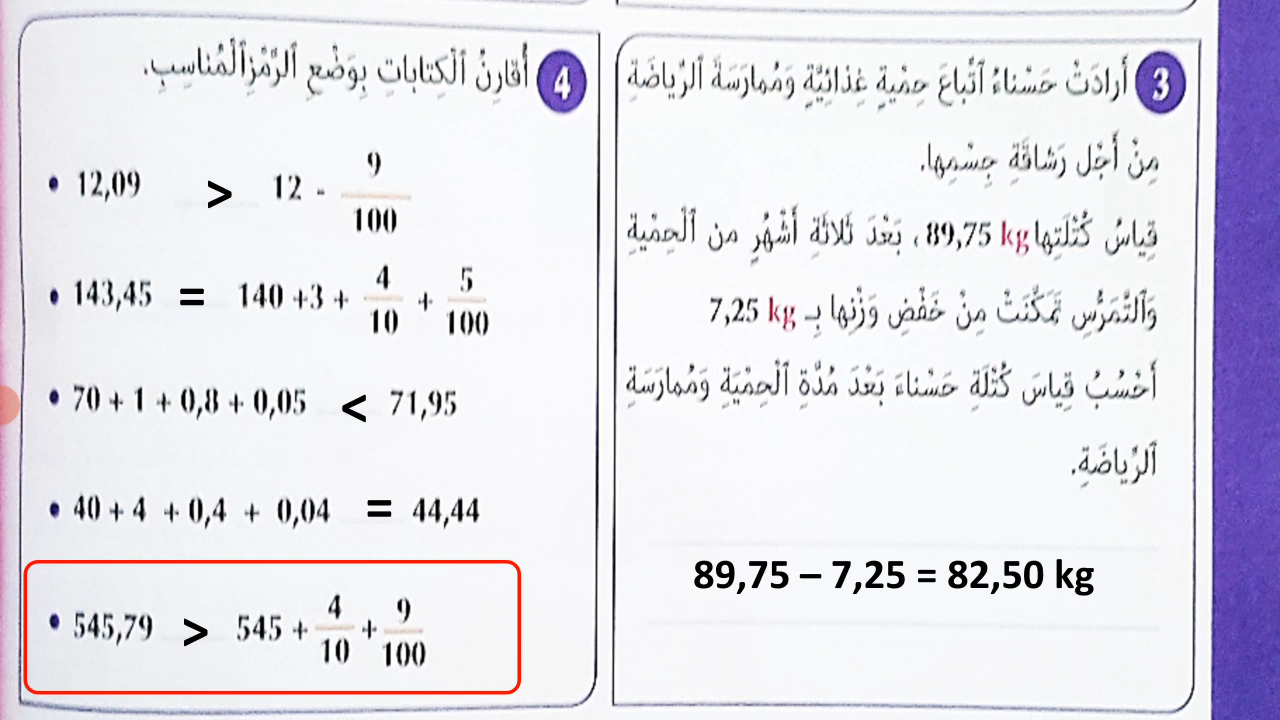 3 أَرادَتْ حَسْناءُ ٱتِّباعَ حِمْيةٍ غِذائِيَّةٍ وَمُمارَسَةَ ٱلرِّياضَةِ
مِنْ أَجْل رَشاقَةِ جِسْمِها.
قِياسُ كُتْلَتِها 89,75 kg ، بَعْدَ ثَلاثَةِ أَشْهُرٍ من ٱلْحِمْيةِ
وَٱلتَّمَرُّسِ تَمَكَّنَتْ مِنْ خَفْضِ وَزْنِها بِـ 7,25 kg
أَحْسُبُ قِياسَ كُتْلَةِ حَسْناءَ بَعْدَ مُدَّةِ ٱلْحِمْيَةِ وَمُمارَسَةِ
ٱلرِّياضَةِ.
89,75 – 7,25 = 82,50 kg
4 أُقارِنُ ٱلْكِتاباتِ بِوَضْعِ ٱلرَّمْزِٱلْمُناسِبِ.
• 12,09 > 12 - 9/100
• 143,45 = 140 +3 + 4/10 + 5/100
• 70 + 1 + 0,8 + 0,05 < 71,95
• 40 + 4 + 0,4 + 0,04 = 44,44
• 545,79 > 545 + 4/10 + 9/100